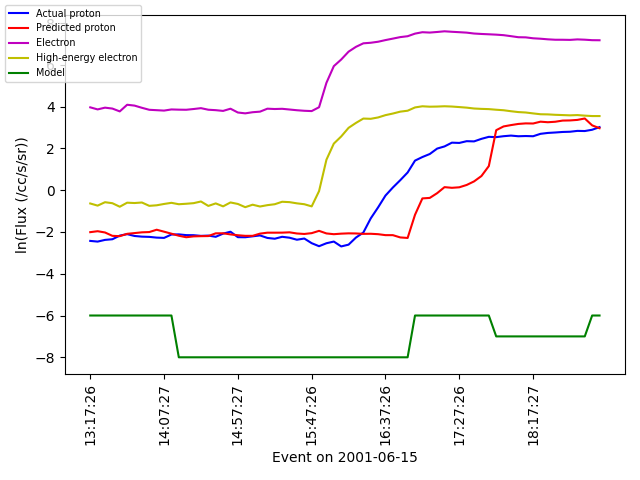 Actual proton
Predicted proton
Electron
High-energy electron
Model
4
2
0
−2
−4
−6
−8
ln(Flux (/cc/s/sr))
13:17:26
14:07:27
14:57:27
15:47:26
16:37:26
17:27:26
18:17:27
Event on 2001-06-15